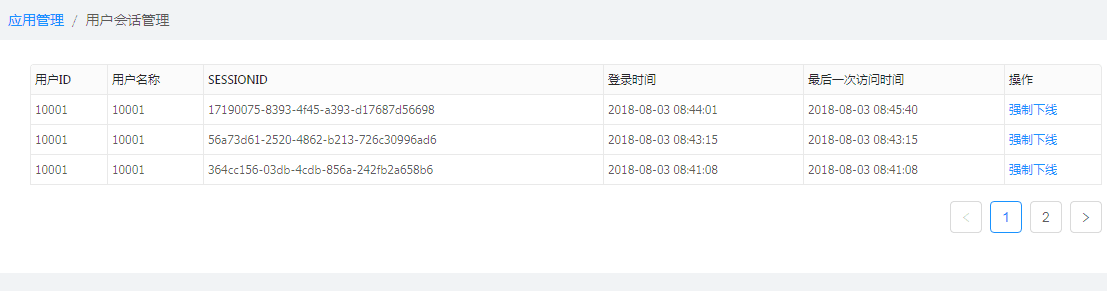 应用管理 / 用户会话管理
用户ID 用户名称 SESSIONID 登录时间 最后一次访问时间 操作
10001 10001 17190075-8393-4f45-a393-d17687d56698 2018-08-03 08:44:01 2018-08-03 08:45:40 强制下线
10001 10001 56a73d61-2520-4862-b213-726c30996ad6 2018-08-03 08:43:15 2018-08-03 08:43:15 强制下线
10001 10001 364cc156-03db-4cdb-856a-242fb2a658b6 2018-08-03 08:41:08 2018-08-03 08:41:08 强制下线
< 1 2 >